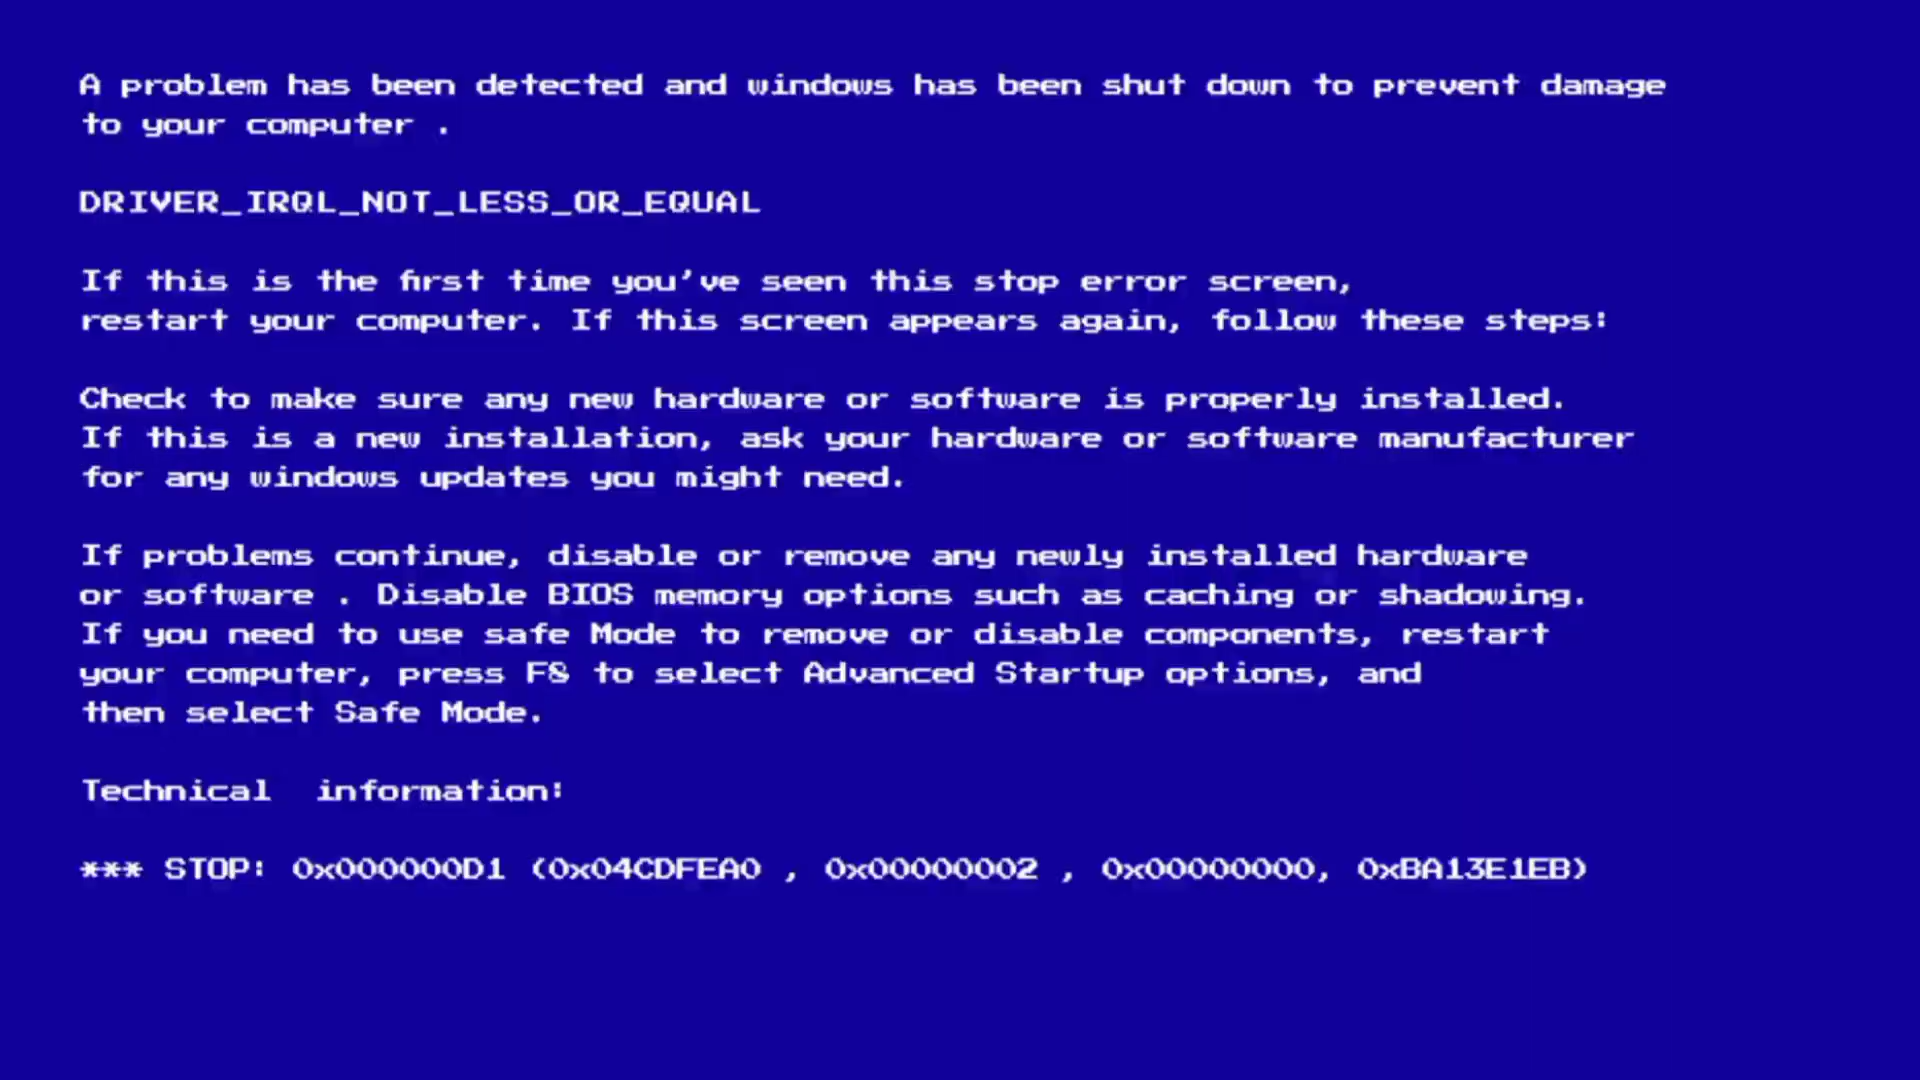 A problem has been detected and windows has been shut down to prevent damage
to your computer .
DRIVER_IRQL_NOT_LESS_OR_EQUAL
If this is the first time you've seen this stop error screen,
restart your computer. If this screen appears again, follow these steps:
Check to make sure any new hardware or software is properly installed.
If this is a new installation, ask your hardware or software manufacturer
for any windows updates you might need.
If problems continue, disable or remove any newly installed hardware
or software . Disable BIOS memory options such as caching or shadowing.
If you need to use safe Mode to remove or disable components, restart
your computer, press F8 to select Advanced Startup options, and
then select Safe Mode.
Technical  information:
*** STOP: 0x000000D1 (0x04CDFEA0 , 0x00000002 , 0x00000000, 0xBA13E1EB)